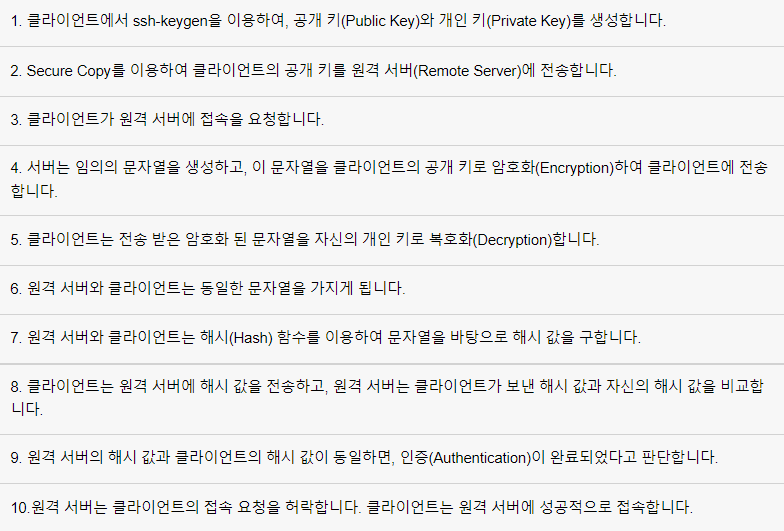 1. 클라이언트에서 ssh-keygen을 이용하여, 공개 키(Public Key)와 개인 키(Private Key)를 생성합니다.
2. Secure Copy를 이용하여 클라이언트의 공개 키를 원격 서버(Remote Server)에 전송합니다.
3. 클라이언트가 원격 서버에 접속을 요청합니다.
4. 서버는 임의의 문자열을 생성하고, 이 문자열을 클라이언트의 공개 키로 암호화(Encryption)하여 클라이언트에 전송
합니다.
5. 클라이언트는 전송 받은 암호화 된 문자열을 자신의 개인 키로 복호화(Decryption)합니다.
6. 원격 서버와 클라이언트는 동일한 문자열을 가지게 됩니다.
7. 원격 서버와 클라이언트는 해시(Hash) 함수를 이용하여 문자열을 바탕으로 해시 값을 구합니다.
8. 클라이언트는 원격 서버에 해시 값을 전송하고, 원격 서버는 클라이언트가 보낸 해시 값과 자신의 해시 값을 비교합
니다.
9. 원격 서버의 해시 값과 클라이언트의 해시 값이 동일하면, 인증(Authentication)이 완료되었다고 판단합니다.
10.원격 서버는 클라이언트의 접속 요청을 허락합니다. 클라이언트는 원격 서버에 성공적으로 접속합니다.